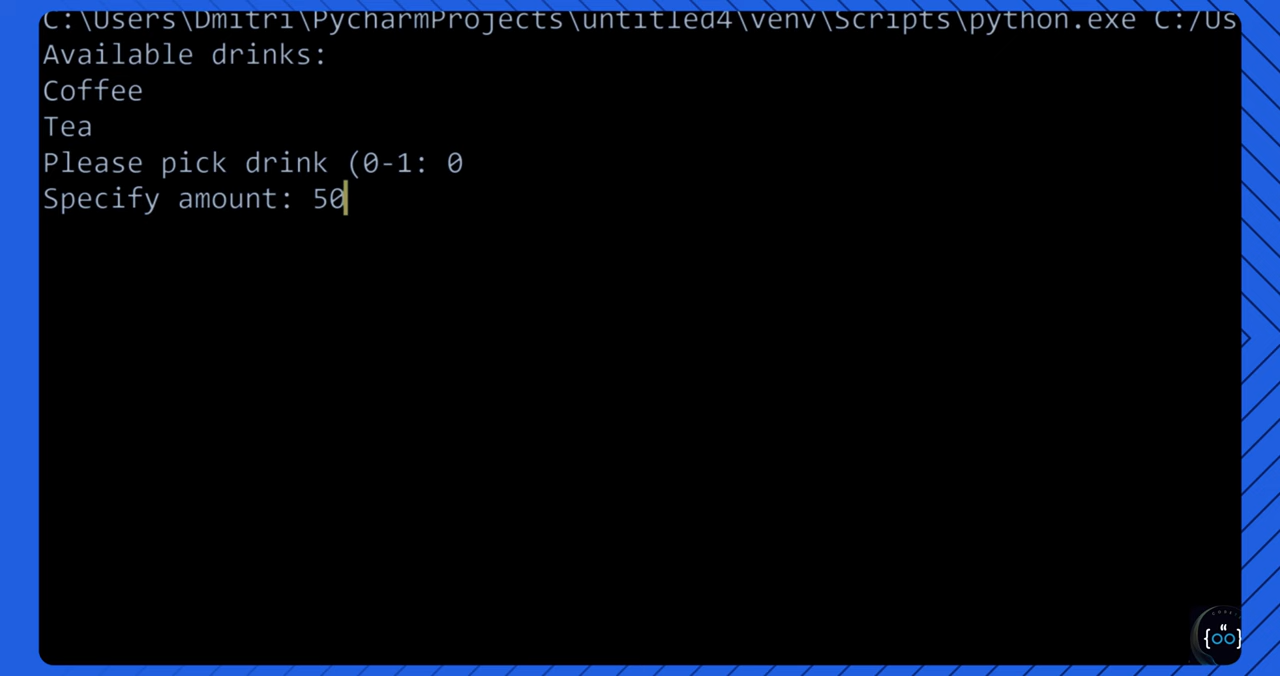 C:\Users\Dmitri\PycharmProjects\untitled4\venv\Scripts\python.exe C:/Us
Available drinks:
Coffee
Tea
Please pick drink (0-1: 0
Specify amount: 50